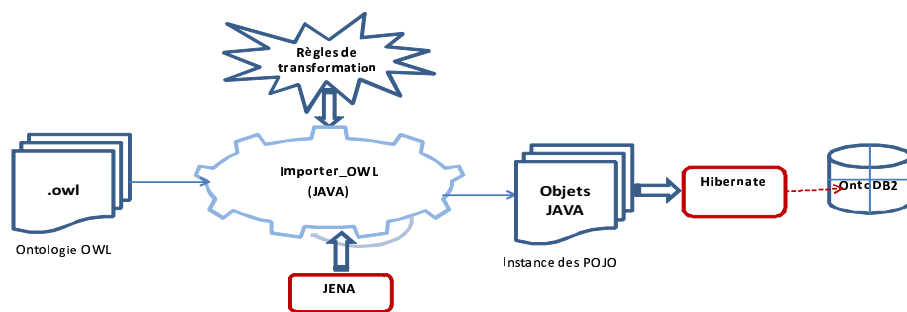 Règles de
transformation
.owl
Importer_OWL
(JAVA)
Objets
JAVA
Hibernate
OntoDB2
Ontologie OWL
Instance des POJO
JENA